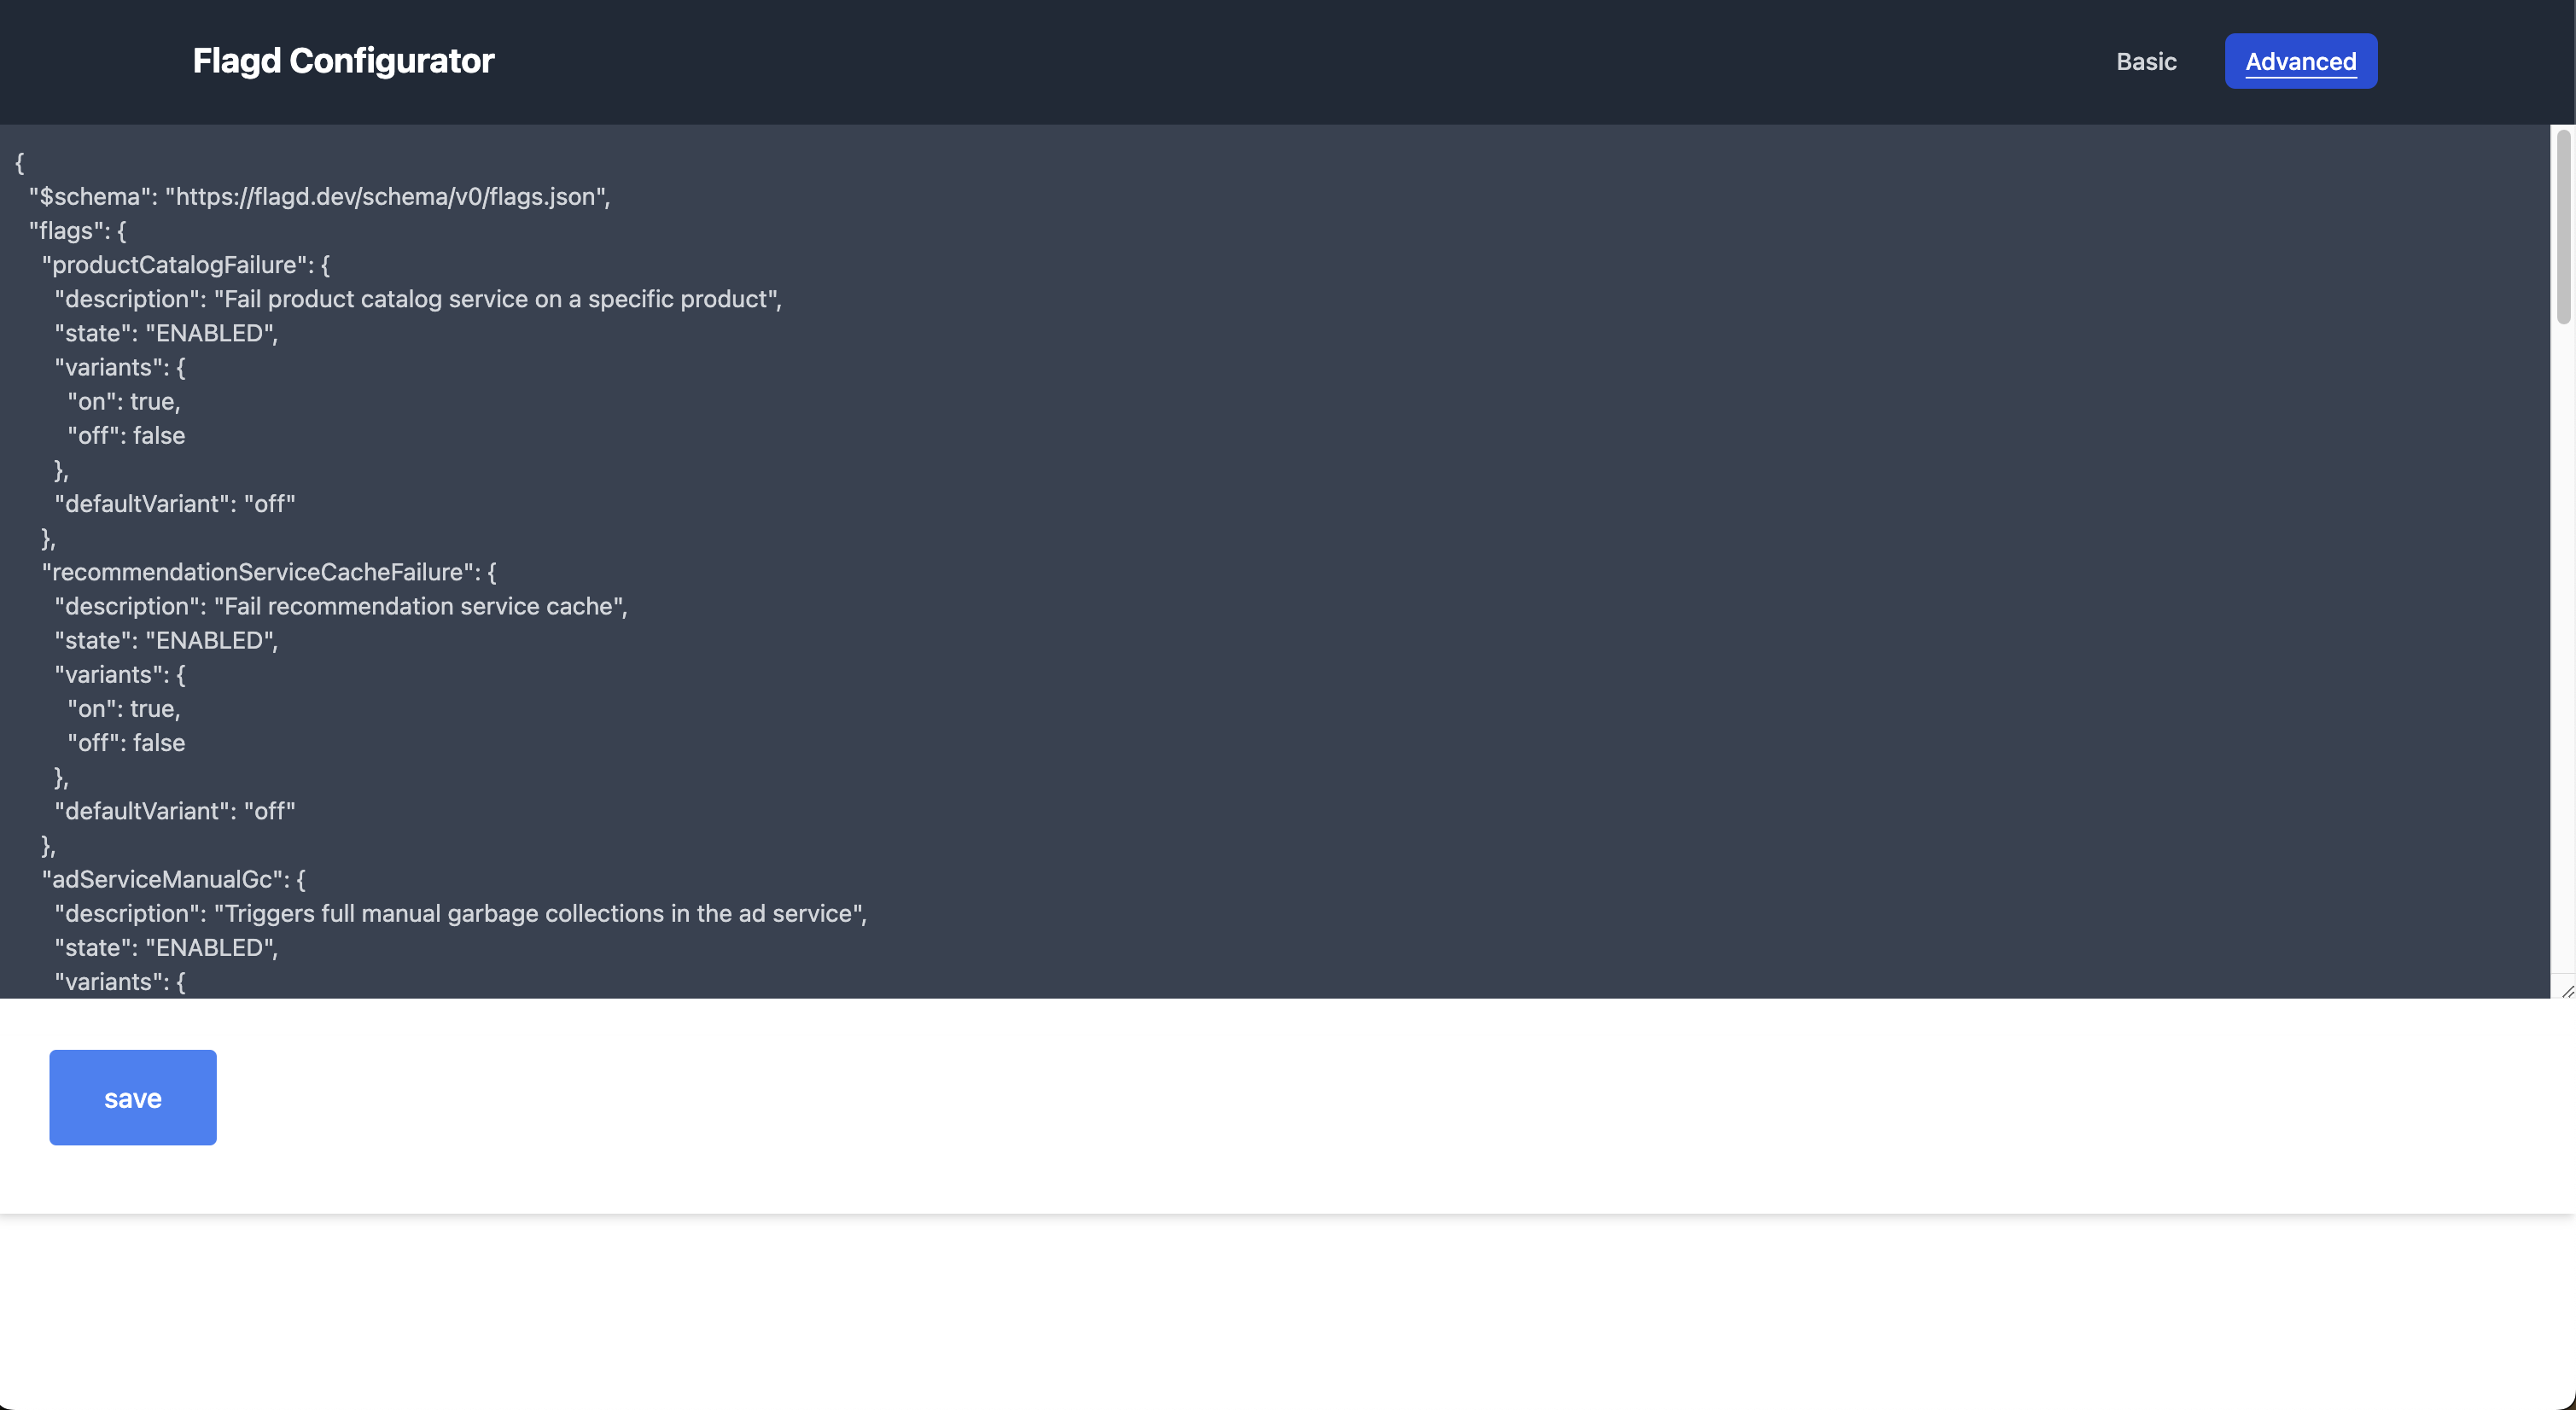 Flagd Configurator
Basic
Advanced
{
"$schema": "https://flagd.dev/schema/v0/flags.json",
"flags": {
"productCatalogFailure": {
"description": "Fail product catalog service on a specific product",
"state": "ENABLED",
"variants": {
"on": true,
"off": false
},
"defaultVariant": "off"
},
"recommendationServiceCacheFailure": {
"description": "Fail recommendation service cache",
"state": "ENABLED",
"variants": {
"on": true,
"off": false
},
"defaultVariant": "off"
},
"adServiceManualGc": {
"description": "Triggers full manual garbage collections in the ad service",
"state": "ENABLED",
"variants": {
save